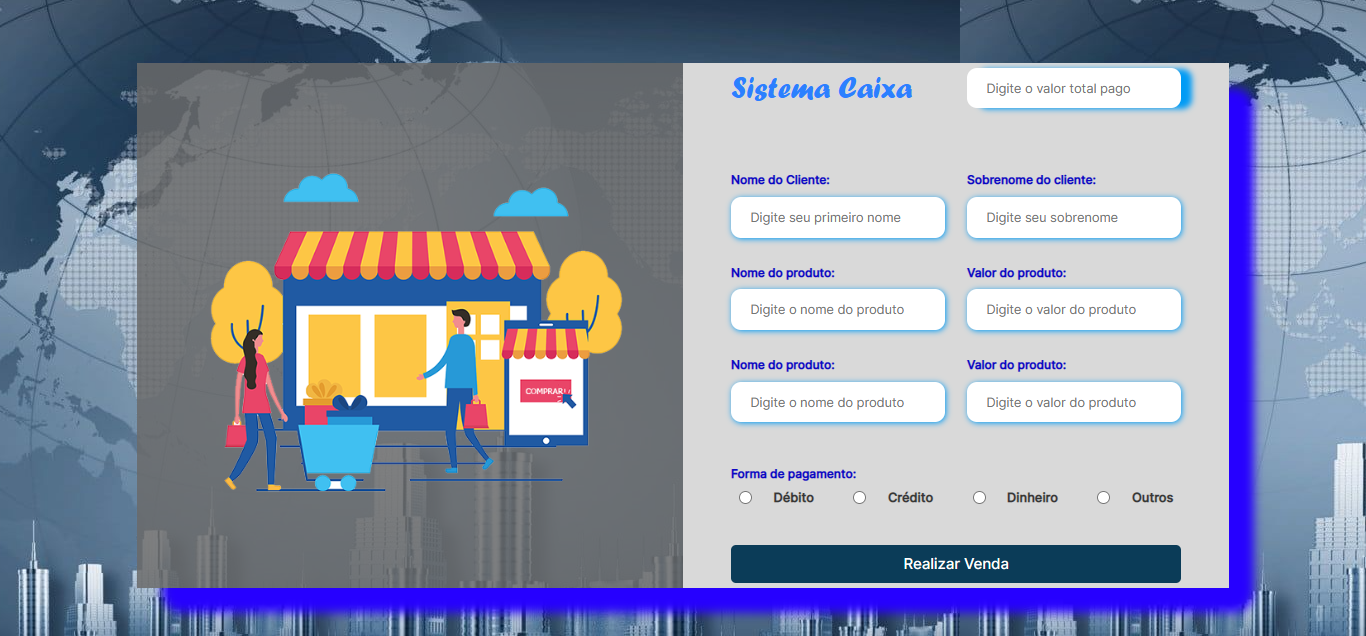 Sistema Caixa
Digite o valor total pago
Nome do Cliente:
Sobrenome do cliente:
Digite seu primeiro nome
Digite seu sobrenome
Nome do produto:
Valor do produto:
Digite o nome do produto
Digite o valor do produto
Nome do produto:
Valor do produto:
Digite o nome do produto
Digite o valor do produto
COMPRAR
Forma de pagamento:
Débito
Crédito
Dinheiro
Outros
Realizar Venda